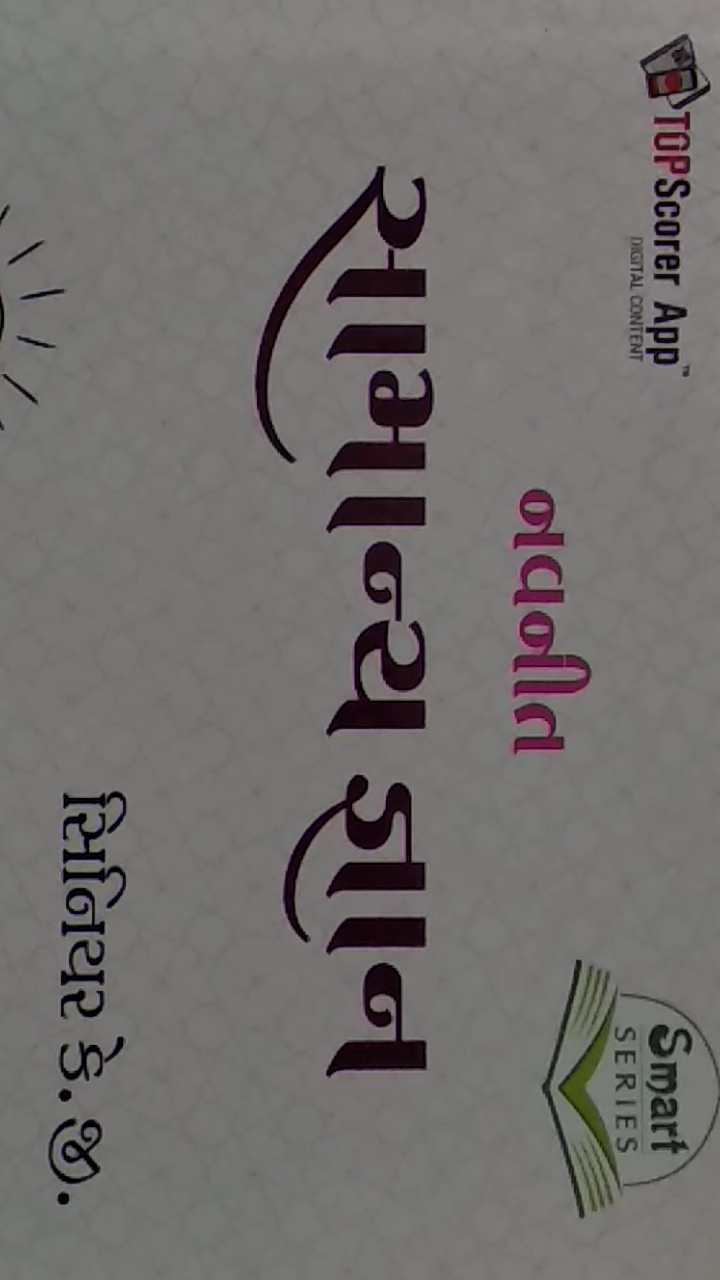 TOPScorer App™
DIGITAL CONTENT
Smart
SERIES
નવનીત
સામાન્ય જ્ઞાન
સિનિયર કે. જી.